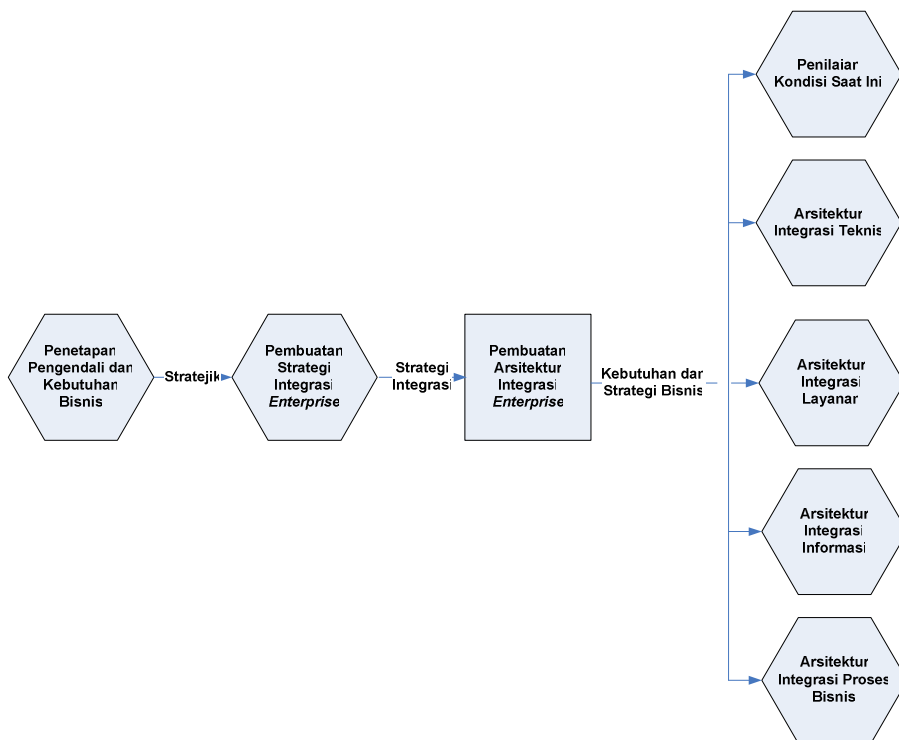 Penilaian
Kondisi Saat Ini
Arsitektur
Integrasi Teknis
Penetapan
Pengendali dan
Kebutuhan
Bisnis
Stratejik
Pembuatan
Strategi
Integrasi
Enterprise
Strategi
Integrasi
Pembuatan
Arsitektur
Integrasi
Enterprise
Kebutuhan dan
Strategi Bisnis
Arsitektur
Integrasi
Layanan
Arsitektur
Integrasi
Informasi
Arsitektur
Integrasi Proses
Bisnis